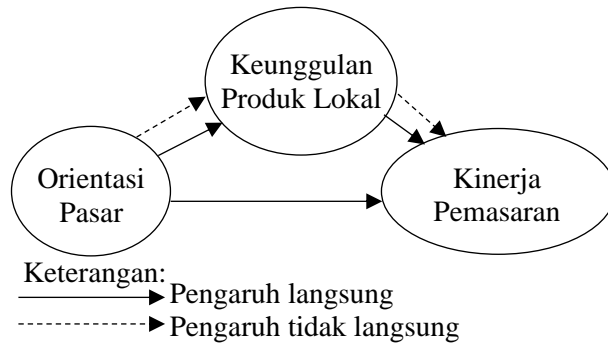 Keunggulan
Produk Lokal
Orientasi
Pasar
Kinerja
Pemasaran
Keterangan:
Pengaruh langsung
Pengaruh tidak langsung